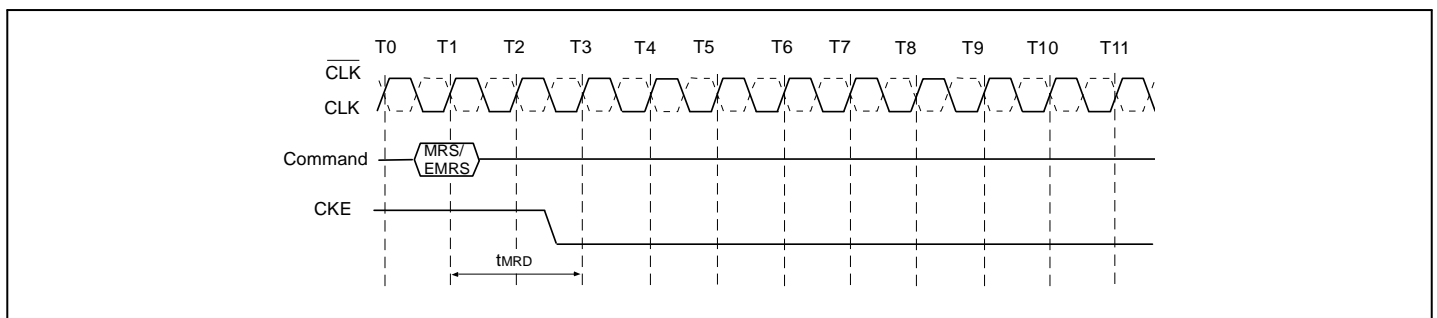 T0 T1 T2 T3 T4 T5 T6 T7 T8 T9 T10 T11
CLK
CLK
Command
MRS/
EMRS
CKE
tMRD